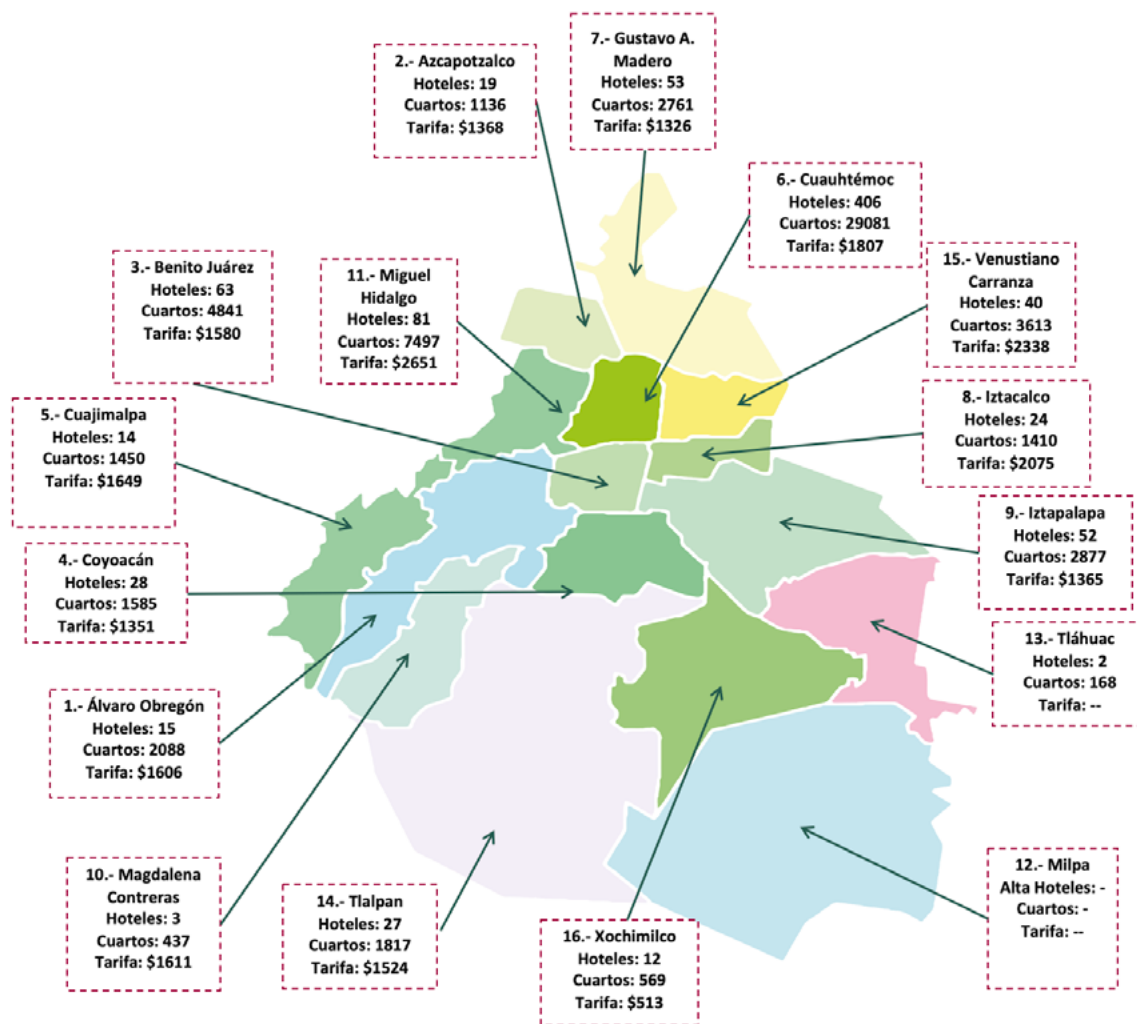 7.- Gustavo A.
Madero
Hoteles: 53
Cuartos: 2761
Tarifa: $1326
2.- Azcapotzalco
Hoteles: 19
Cuartos: 1136
Tarifa: $1368
6.- Cuauhtémoc
Hoteles: 406
Cuartos: 29081
Tarifa: $1807
3.- Benito Juárez
Hoteles: 63
Cuartos: 4841
Tarifa: $1580
11.- Miguel
Hidalgo
Hoteles: 81
Cuartos: 7497
Tarifa: $2651
15.- Venustiano
Carranza
Hoteles: 40
Cuartos: 3613
Tarifa: $2338
5.- Cuajimalpa
Hoteles: 14
Cuartos: 1450
Tarifa: $1649
8.- Iztacalco
Hoteles: 24
Cuartos: 1410
Tarifa: $2075
9.- Iztapalapa
Hoteles: 52
Cuartos: 2877
Tarifa: $1365
4.- Coyoacán
Hoteles: 28
Cuartos: 1585
Tarifa: $1351
13.- Tláhuac
Hoteles: 2
Cuartos: 168
Tarifa: --
1.- Álvaro Obregón
Hoteles: 15
Cuartos: 2088
Tarifa: $1606
10.- Magdalena
Contreras
Hoteles: 3
Cuartos: 437
Tarifa: $1611
14.- Tlalpan
Hoteles: 27
Cuartos: 1817
Tarifa: $1524
16.- Xochimilco
Hoteles: 12
Cuartos: 569
Tarifa: $513
12.- Milpa
Alta Hoteles: -
Cuartos: -
Tarifa: --